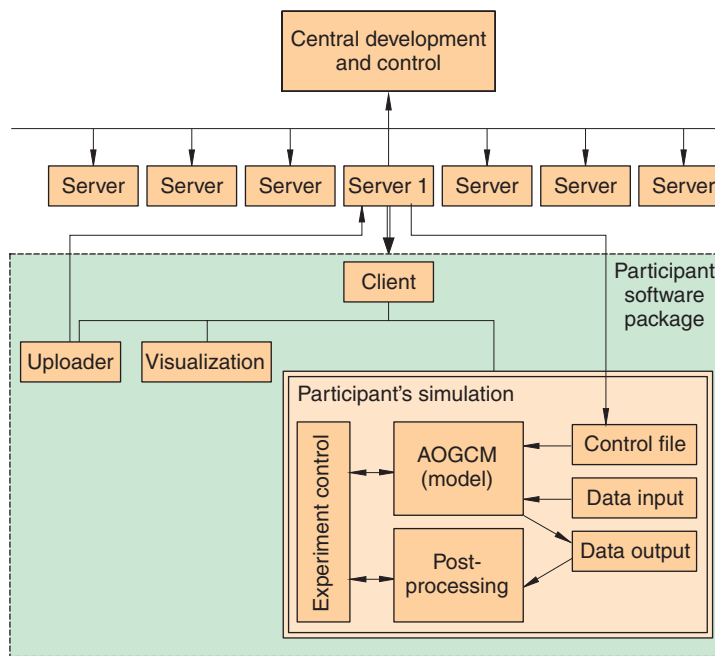 Central development
and control
Server
Server
Server
Server 1
Server
Server
Server
Client
Participant
software
package
Uploader
Visualization
Participant's simulation
Experiment control
AOGCM
(model)
Control file
Data input
Data output
Post-
processing